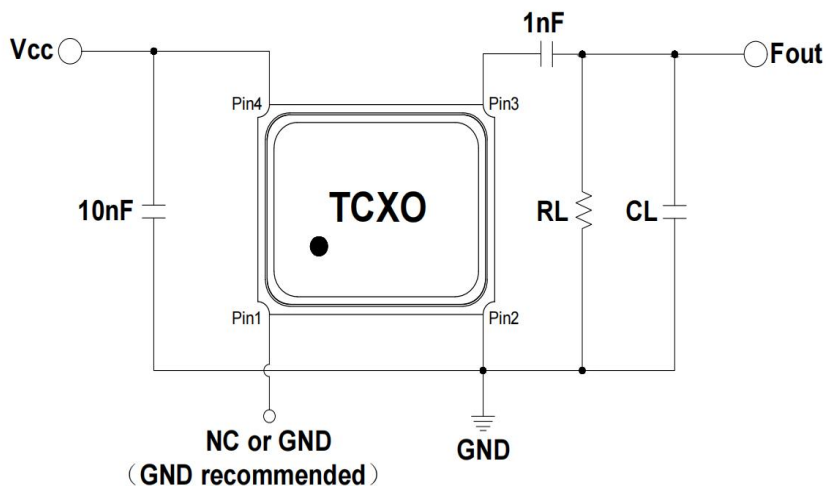 1nF
Vcc
Fout
Pin4
Pin3
10nF
TCXO
RL
CL
Pin1
Pin2
NC or GND
（GND recommended）
GND